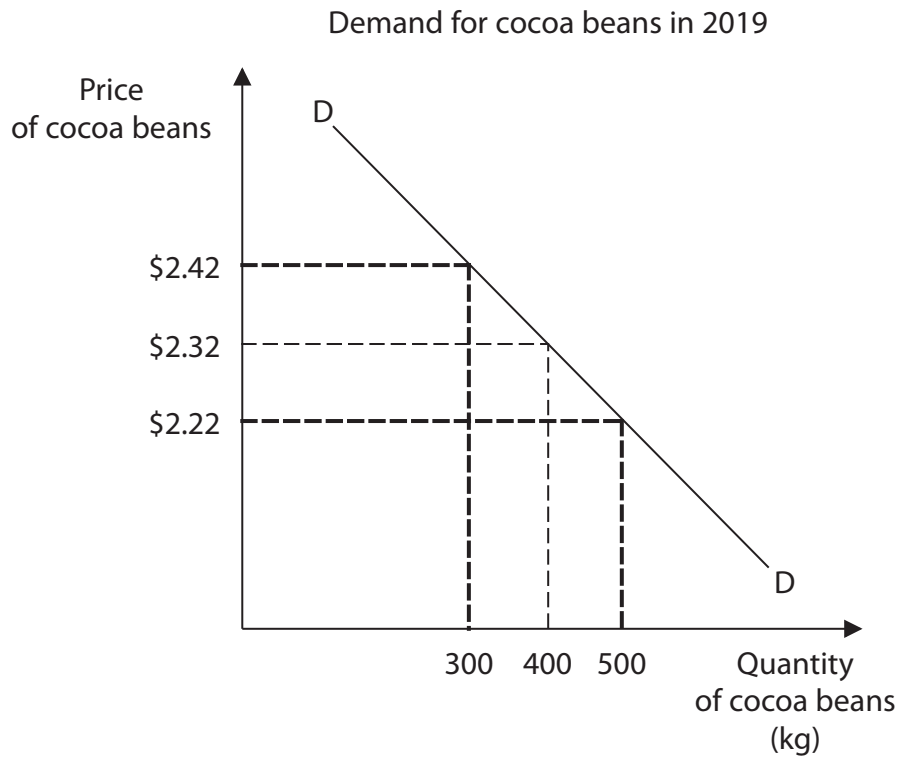 Demand for cocoa beans in 2019
Price
of cocoa beans
D
$2.42
$2.32
$2.22
D
300 400 500
Quantity
of cocoa beans
(kg)